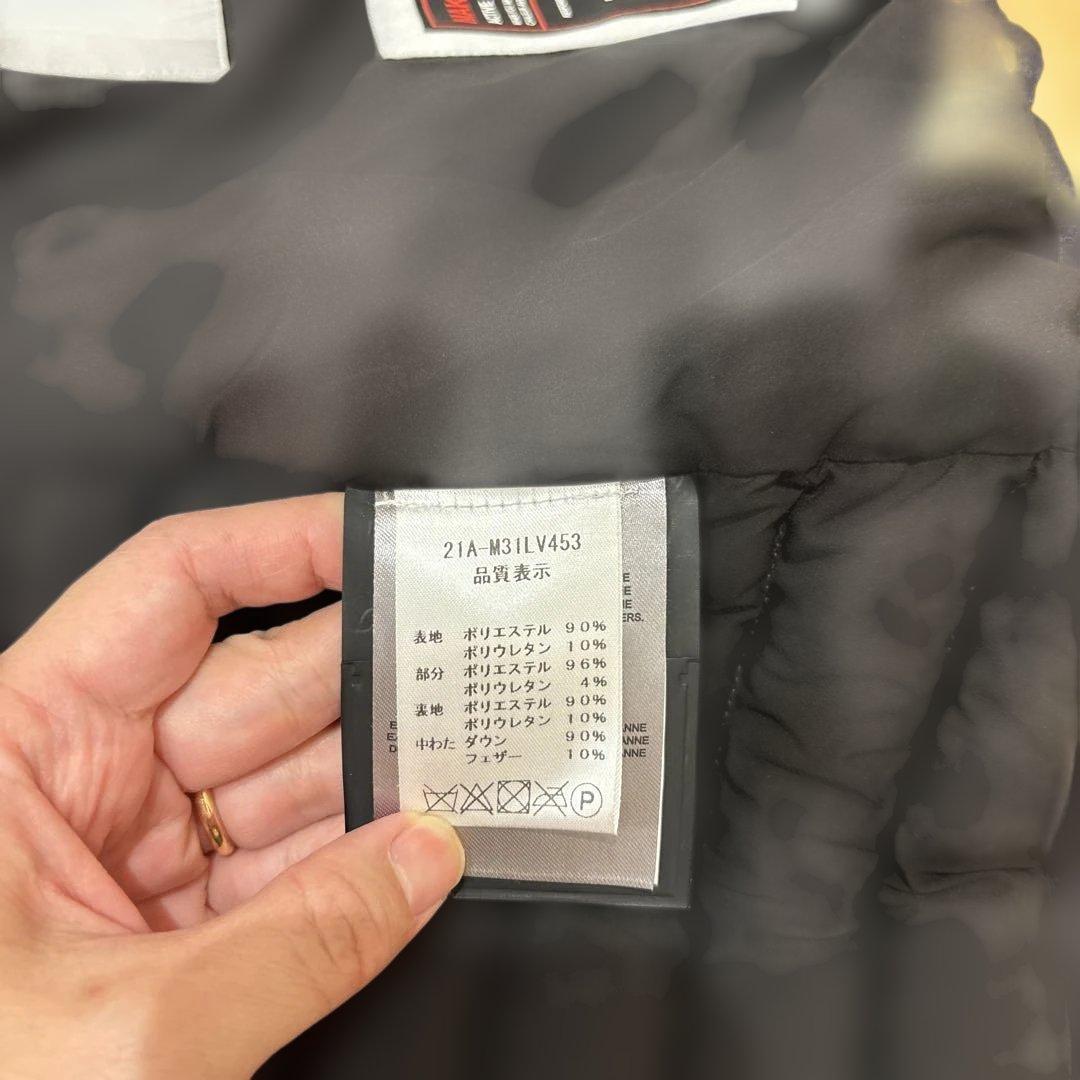 21A-M31LV453
品質表示
表地 ポリエステル 90%
ポリウレタン 10%
部分 ポリエステル 96%
ポリウレタン 4%
裏地 ポリエステル 90%
ポリウレタン 10%
中わた ダウン 90%
フェザー 10%
P